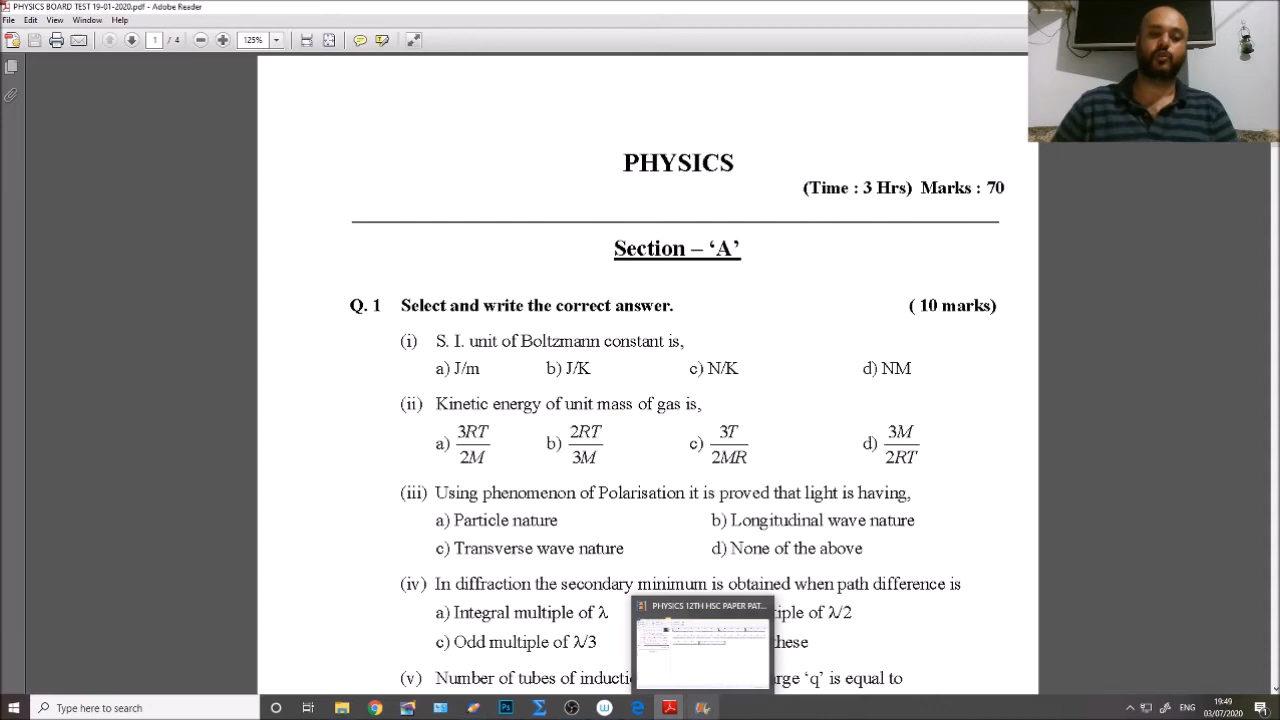 PHYSICS BOARD TEST 19-01-2020.pdf - Adobe Reader
File Edit View Window Help
1 / 4 125%
PHYSICS
(Time : 3 Hrs) Marks : 70
Section – ‘A’
Q. 1 Select and write the correct answer. ( 10 marks)
(i) S. I. unit of Boltzmann constant is,
a) J/m b) J/K c) N/K d) NM
(ii) Kinetic energy of unit mass of gas is,
a) 3RT/2M b) 2RT/3M c) 3T/2MR d) 3M/2RT
(iii) Using phenomenon of Polarisation it is proved that light is having,
a) Particle nature b) Longitudinal wave nature
c) Transverse wave nature d) None of the above
(iv) In diffraction the secondary minimum is obtained when path difference is
a) Integral multiple of λ tiple of λ/2
c) Odd multiple of λ/3 these
PHYSICS 12TH HSC PAPER PAT...
(v) Number of tubes of inducti arge ‘q’ is equal to
Type here to search
ENG
19:49
03/07/2020